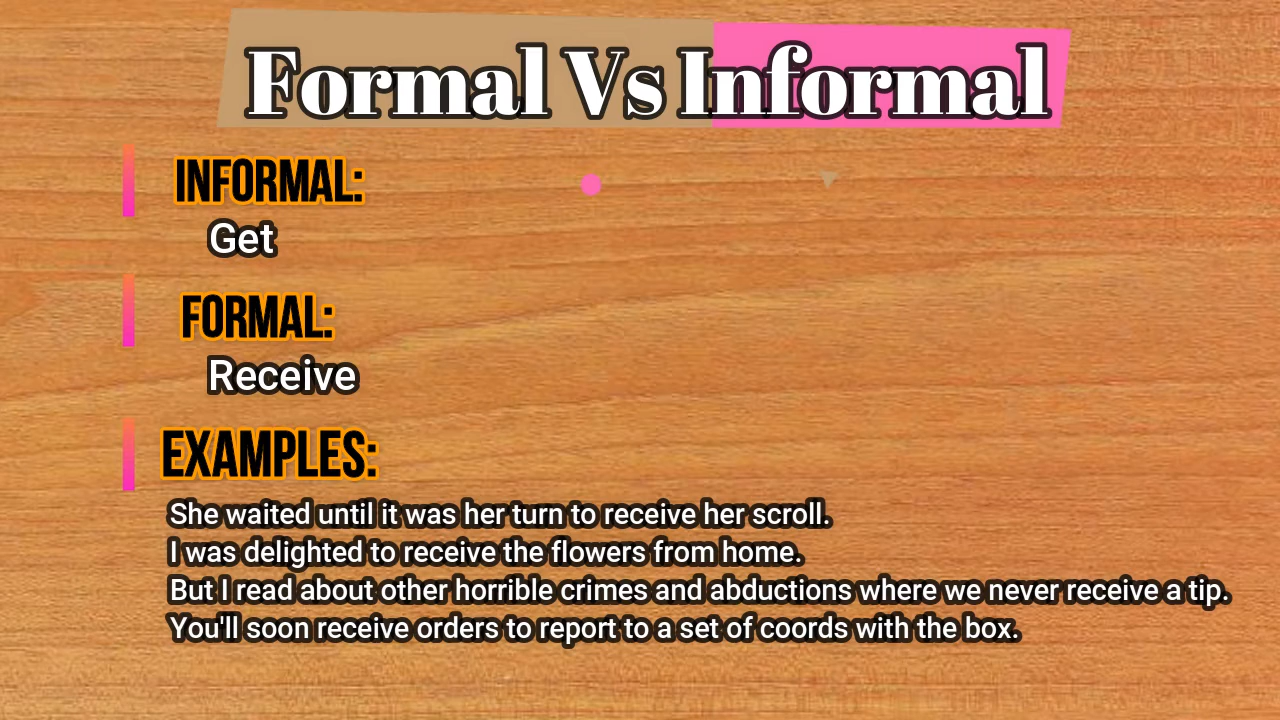 Formal Vs Informal
INFORMAL:
Get
FORMAL:
Receive
EXAMPLES:
She waited until it was her turn to receive her scroll.
I was delighted to receive the flowers from home.
But I read about other horrible crimes and abductions where we never receive a tip.
You'll soon receive orders to report to a set of coords with the box.